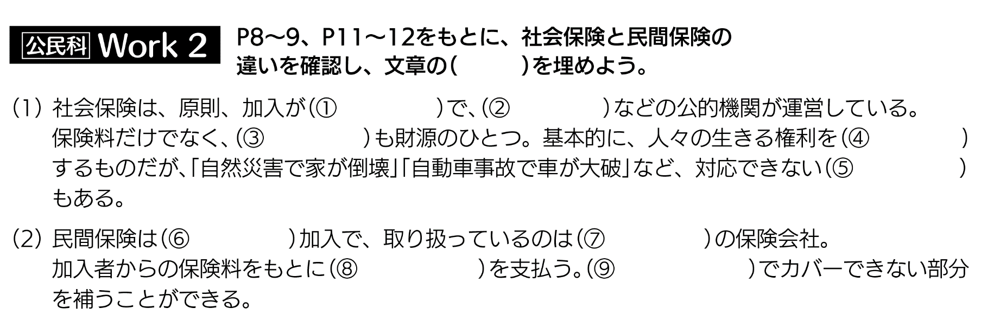 公民科 Work 2 P8～9、P11～12をもとに、社会保険と民間保険の
違いを確認し、文章の(　　　)を埋めよう。
(1) 社会保険は、原則、加入が(①　　　　)で、(②　　　　)などの公的機関が運営している。
保険料だけでなく、(③　　　　)も財源のひとつ。基本的に、人々の生きる権利を(④　　　　)
するものだが、「自然災害で家が倒壊」「自動車事故で車が大破」など、対応できない(⑤　　　　)
もある。
(2) 民間保険は(⑥　　　　)加入で、取り扱っているのは(⑦　　　　)の保険会社。
加入者からの保険料をもとに(⑧　　　　)を支払う。(⑨　　　　)でカバーできない部分
を補うことができる。